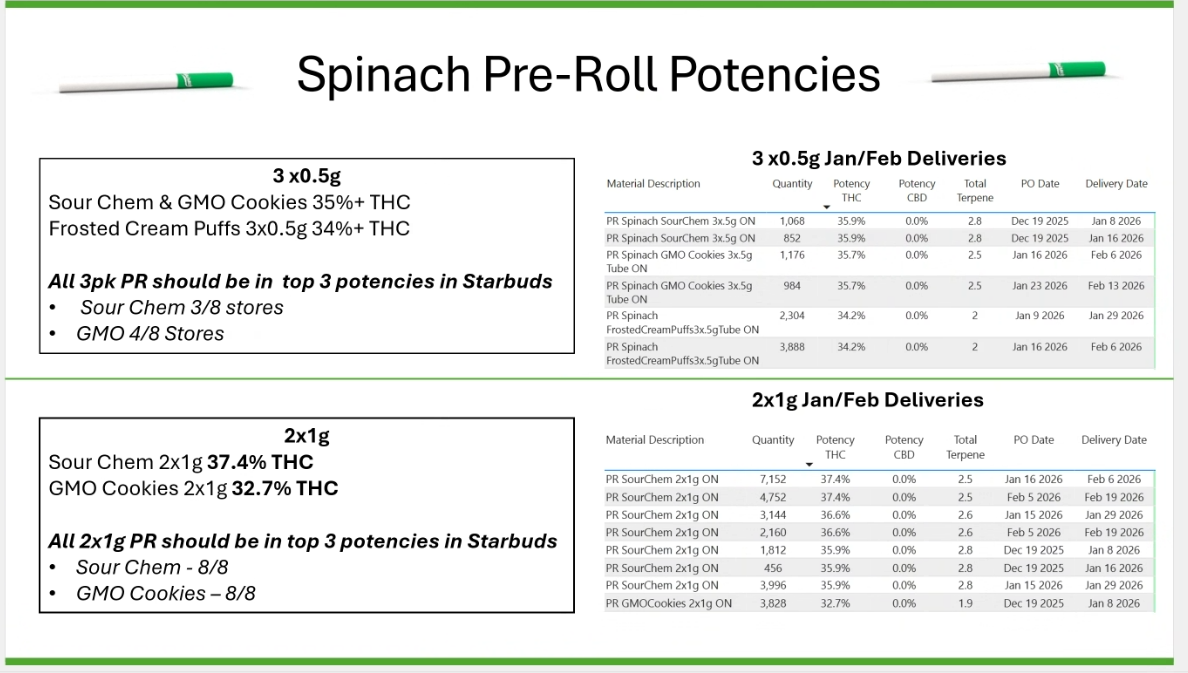 Spinach Pre-Roll Potencies
3 x0.5g
Sour Chem & GMO Cookies 35%+ THC
Frosted Cream Puffs 3x0.5g 34%+ THC
All 3pk PR should be in  top 3 potencies in Starbuds
• Sour Chem 3/8 stores
• GMO 4/8 Stores
3 x0.5g Jan/Feb Deliveries
Material Description Quantity Potency THC Potency CBD Total Terpene PO Date Delivery Date
PR Spinach SourChem 3x.5g ON 1,068 35.9% 0.0% 2.8 Dec 19 2025 Jan 8 2026
PR Spinach SourChem 3x.5g ON 852 35.9% 0.0% 2.8 Dec 19 2025 Jan 16 2026
PR Spinach GMO Cookies 3x.5g 1,176 35.7% 0.0% 2.5 Jan 16 2026 Feb 6 2026
Tube ON
PR Spinach GMO Cookies 3x.5g 984 35.7% 0.0% 2.5 Jan 23 2026 Feb 13 2026
Tube ON
PR Spinach 2,304 34.2% 0.0% 2 Jan 9 2026 Jan 29 2026
FrostedCreamPuffs3x.5gTube ON
PR Spinach 3,888 34.2% 0.0% 2 Jan 16 2026 Feb 6 2026
FrostedCreamPuffs3x.5gTube ON
2x1g
Sour Chem 2x1g 37.4% THC
GMO Cookies 2x1g 32.7% THC
All 2x1g PR should be in top 3 potencies in Starbuds
• Sour Chem - 8/8
• GMO Cookies – 8/8
2x1g Jan/Feb Deliveries
Material Description Quantity Potency THC Potency CBD Total Terpene PO Date Delivery Date
PR SourChem 2x1g ON 7,152 37.4% 0.0% 2.5 Jan 16 2026 Feb 6 2026
PR SourChem 2x1g ON 4,752 37.4% 0.0% 2.5 Feb 5 2026 Feb 19 2026
PR SourChem 2x1g ON 3,144 36.6% 0.0% 2.6 Jan 15 2026 Jan 29 2026
PR SourChem 2x1g ON 2,160 36.6% 0.0% 2.6 Feb 5 2026 Feb 19 2026
PR SourChem 2x1g ON 1,812 35.9% 0.0% 2.8 Dec 19 2025 Jan 8 2026
PR SourChem 2x1g ON 456 35.9% 0.0% 2.8 Dec 19 2025 Jan 16 2026
PR SourChem 2x1g ON 3,996 35.9% 0.0% 2.8 Jan 15 2026 Jan 29 2026
PR GMOCookies 2x1g ON 3,828 32.7% 0.0% 1.9 Dec 19 2025 Jan 8 2026